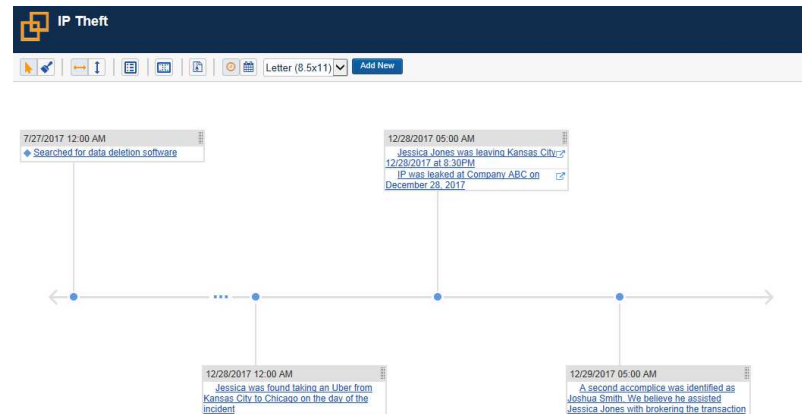 IP Theft
Letter (8.5x11)
Add New
7/27/2017 12:00 AM
Searched for data deletion software
12/28/2017 05:00 AM
Jessica Jones was leaving Kansas City
12/28/2017 at 8:30PM
IP was leaked at Company ABC on
December 28, 2017
12/28/2017 12:00 AM
Jessica was found taking an Uber from
Kansas City to Chicago on the day of the
incident
12/29/2017 05:00 AM
A second accomplice was identified as
Joshua Smith. We believe he assisted
Jessica Jones with brokering the transaction